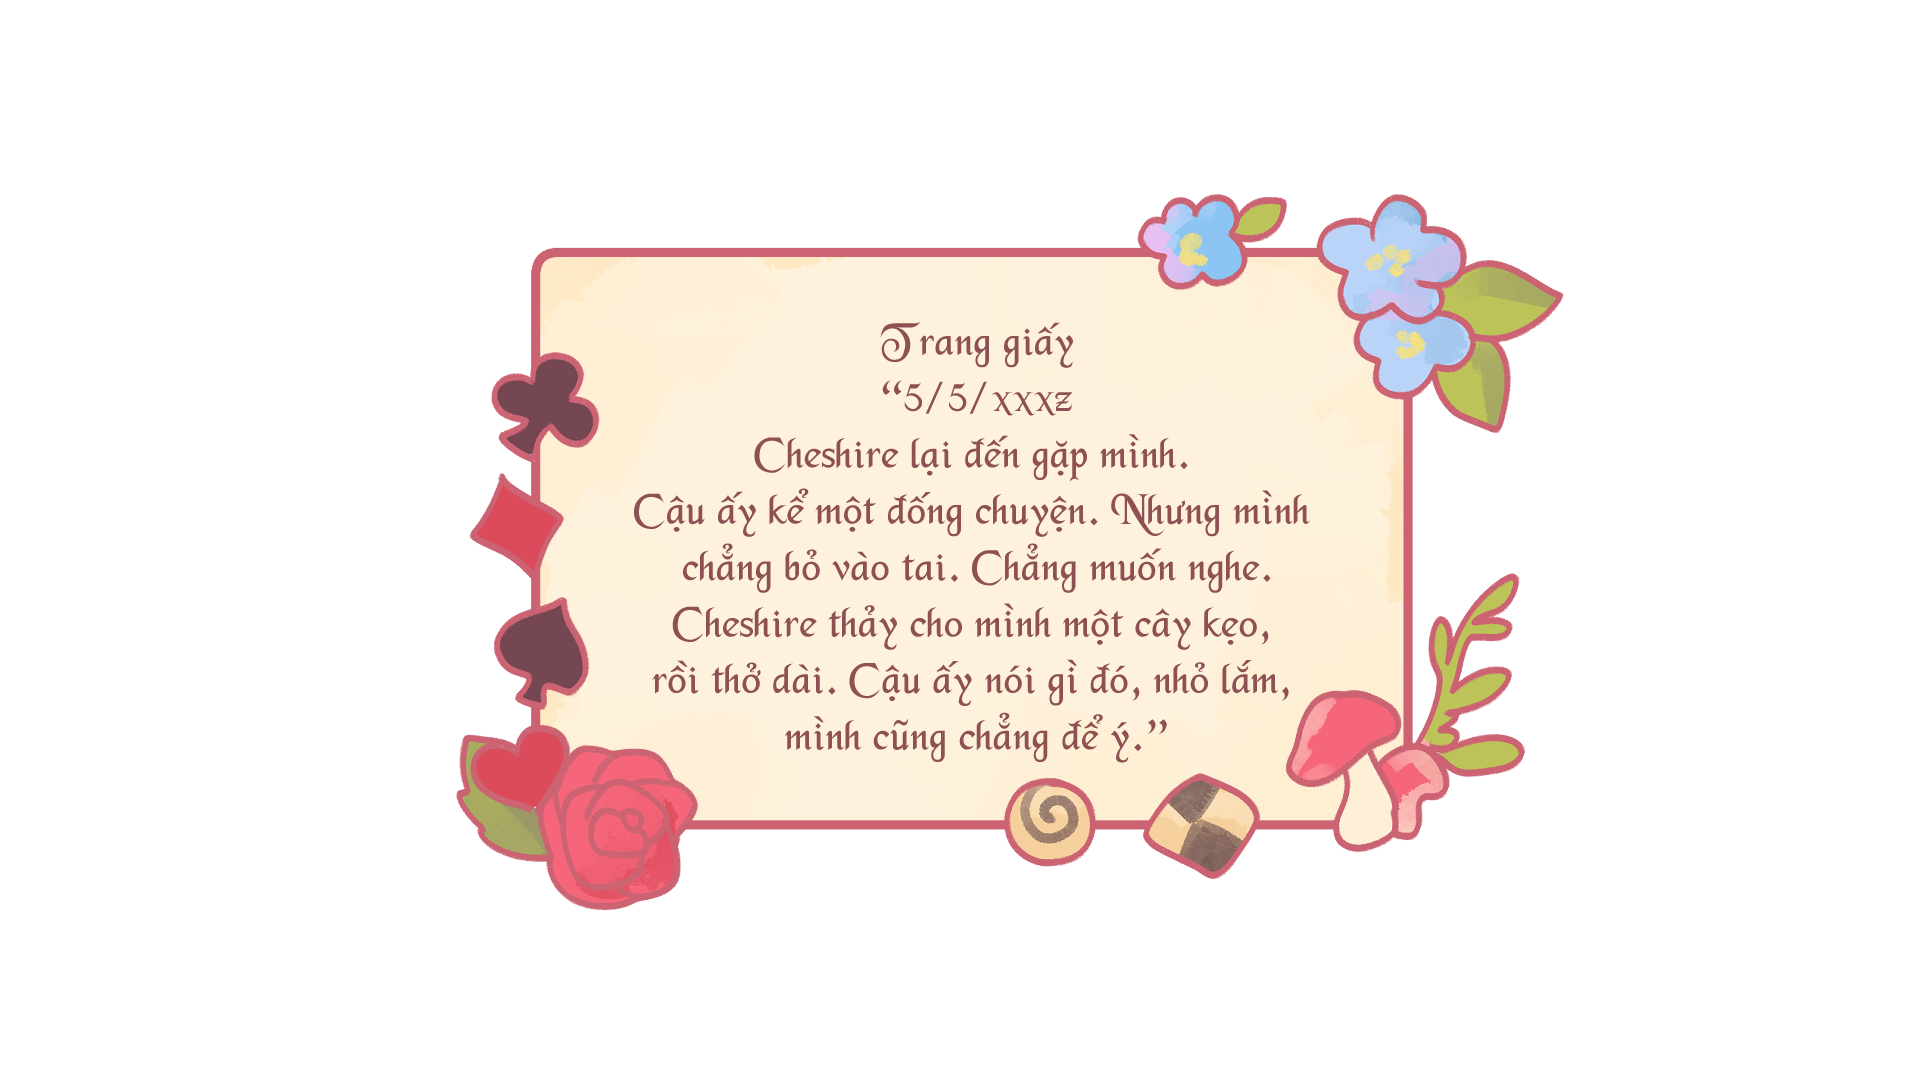 Trang giấy
“5/5/xxxz
Cheshire lại đến gặp mình.
Cậu ấy kể một đống chuyện. Nhưng mình
chẳng bỏ vào tai. Chẳng muốn nghe.
Cheshire thảy cho mình một cây kẹo,
rồi thở dài. Cậu ấy nói gì đó, nhỏ lắm,
mình cũng chẳng để ý.”